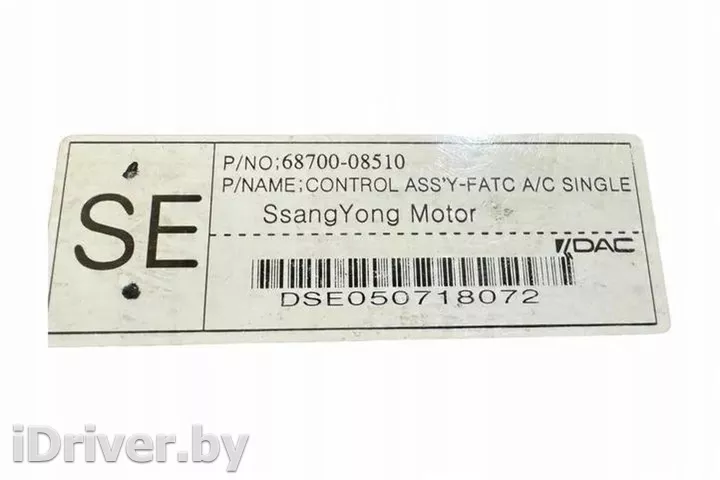 SE
P/NO;68700-08510
P/NAME;CONTROL ASS'Y-FATC A/C SINGLE
SsangYong Motor
DAC
DSE050718072
iDriver.by